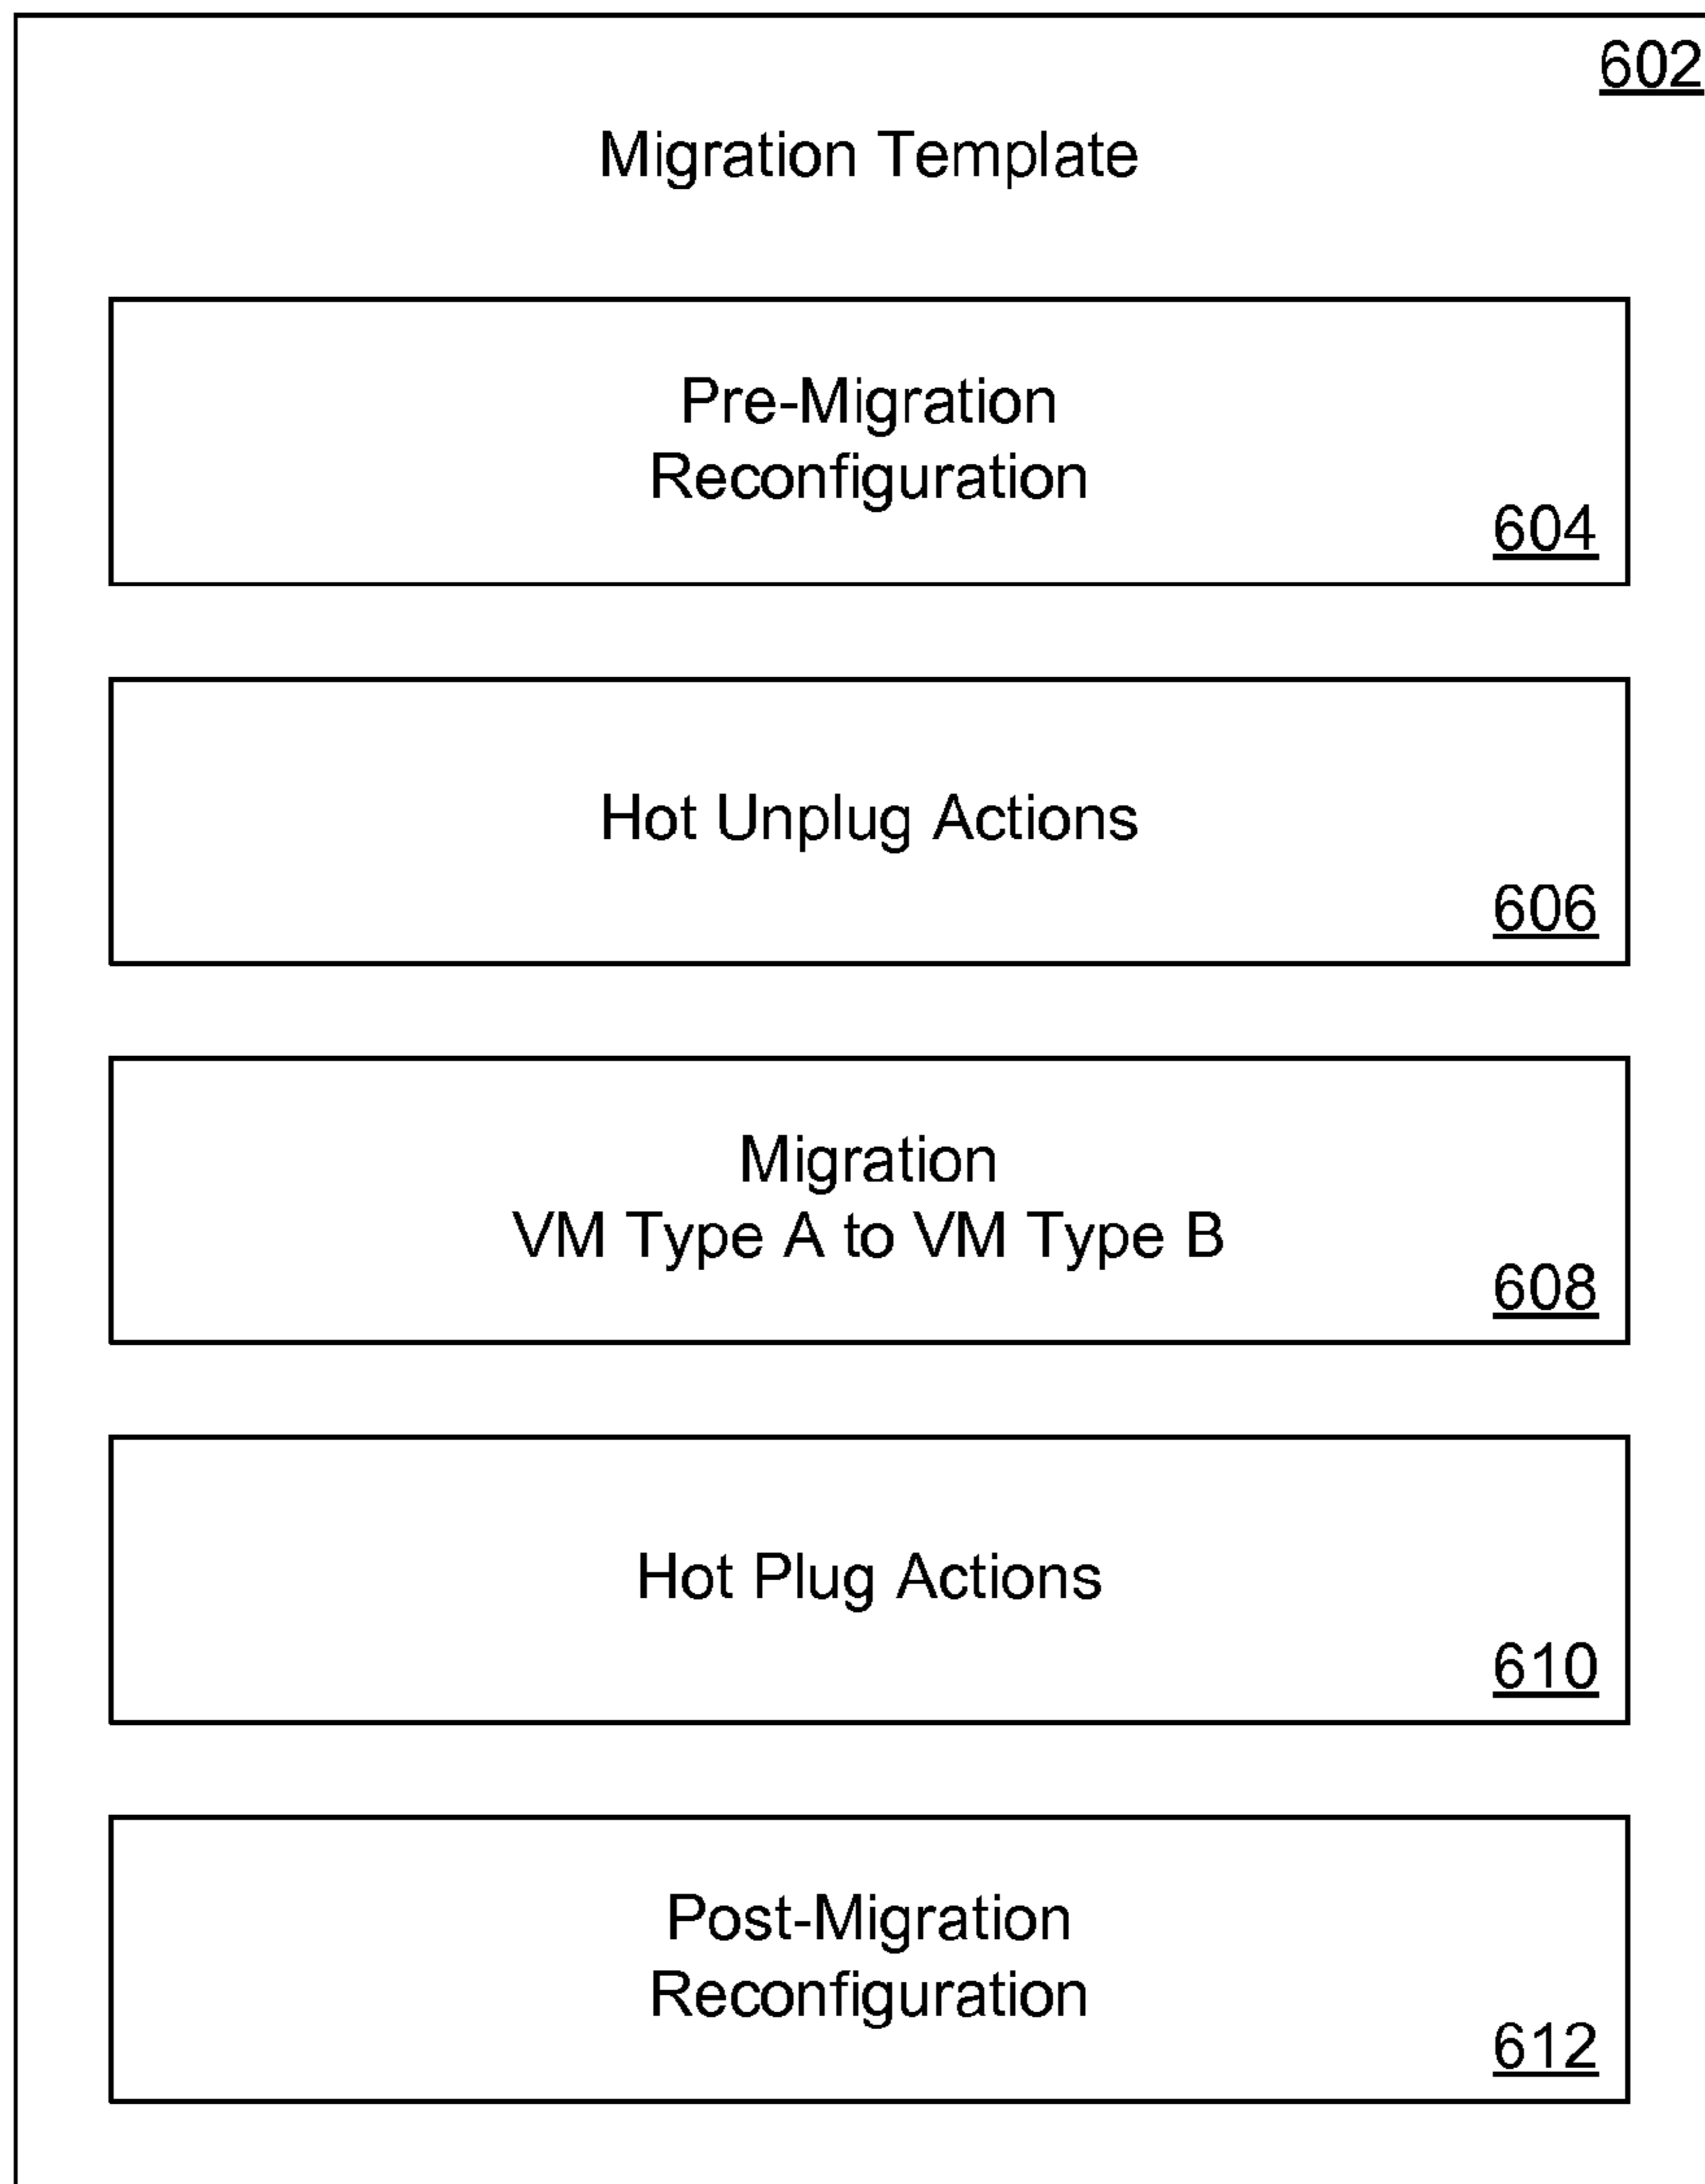 602
Migration Template
Pre-Migration
Reconfiguration
604
Hot Unplug Actions
606
Migration
VM Type A to VM Type B
608
Hot Plug Actions
610
Post-Migration
Reconfiguration
612